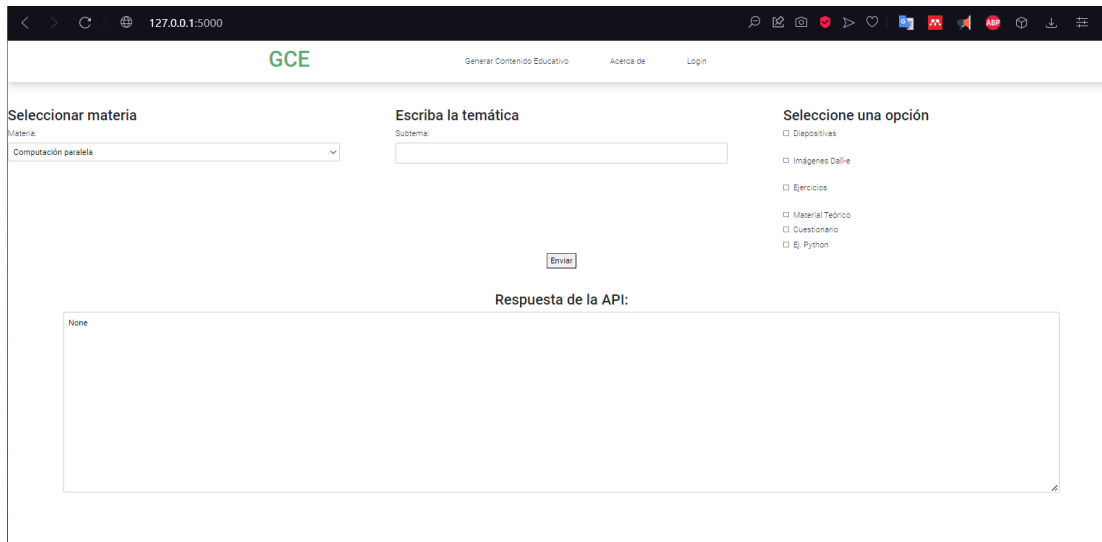 127.0.0.1:5000
ABP
GCE
Generar Contenido Educativo
Acerca de
Login
Seleccionar materia
Materia:
Computación paralela
Escriba la temática
Subtema:
Seleccione una opción
Diapositivas
Imágenes Dall-e
Ejercicios
Material Teórico
Cuestionario
Ej. Python
Enviar
Respuesta de la API:
None